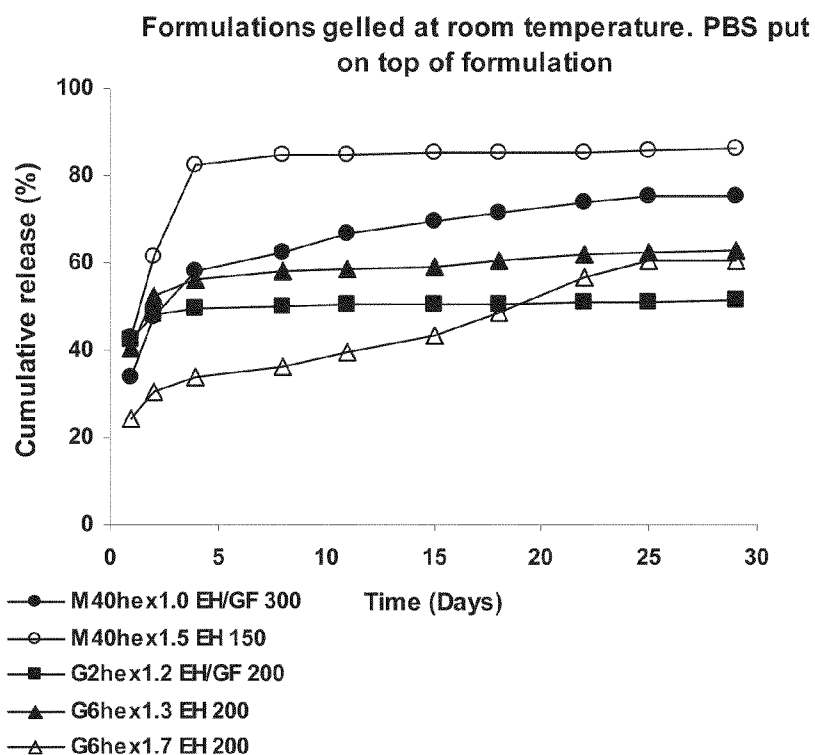 Formulations gelled at room temperature. PBS put
on top of formulation
100
80
60
40
20
0
Cumulative release (%)
0 5 10 15 20 25 30
Time (Days)
M40hex1.0 EH/GF 300
M40hex1.5 EH 150
G2hex1.2 EH/GF 200
G6hex1.3 EH 200
G6hex1.7 EH 200